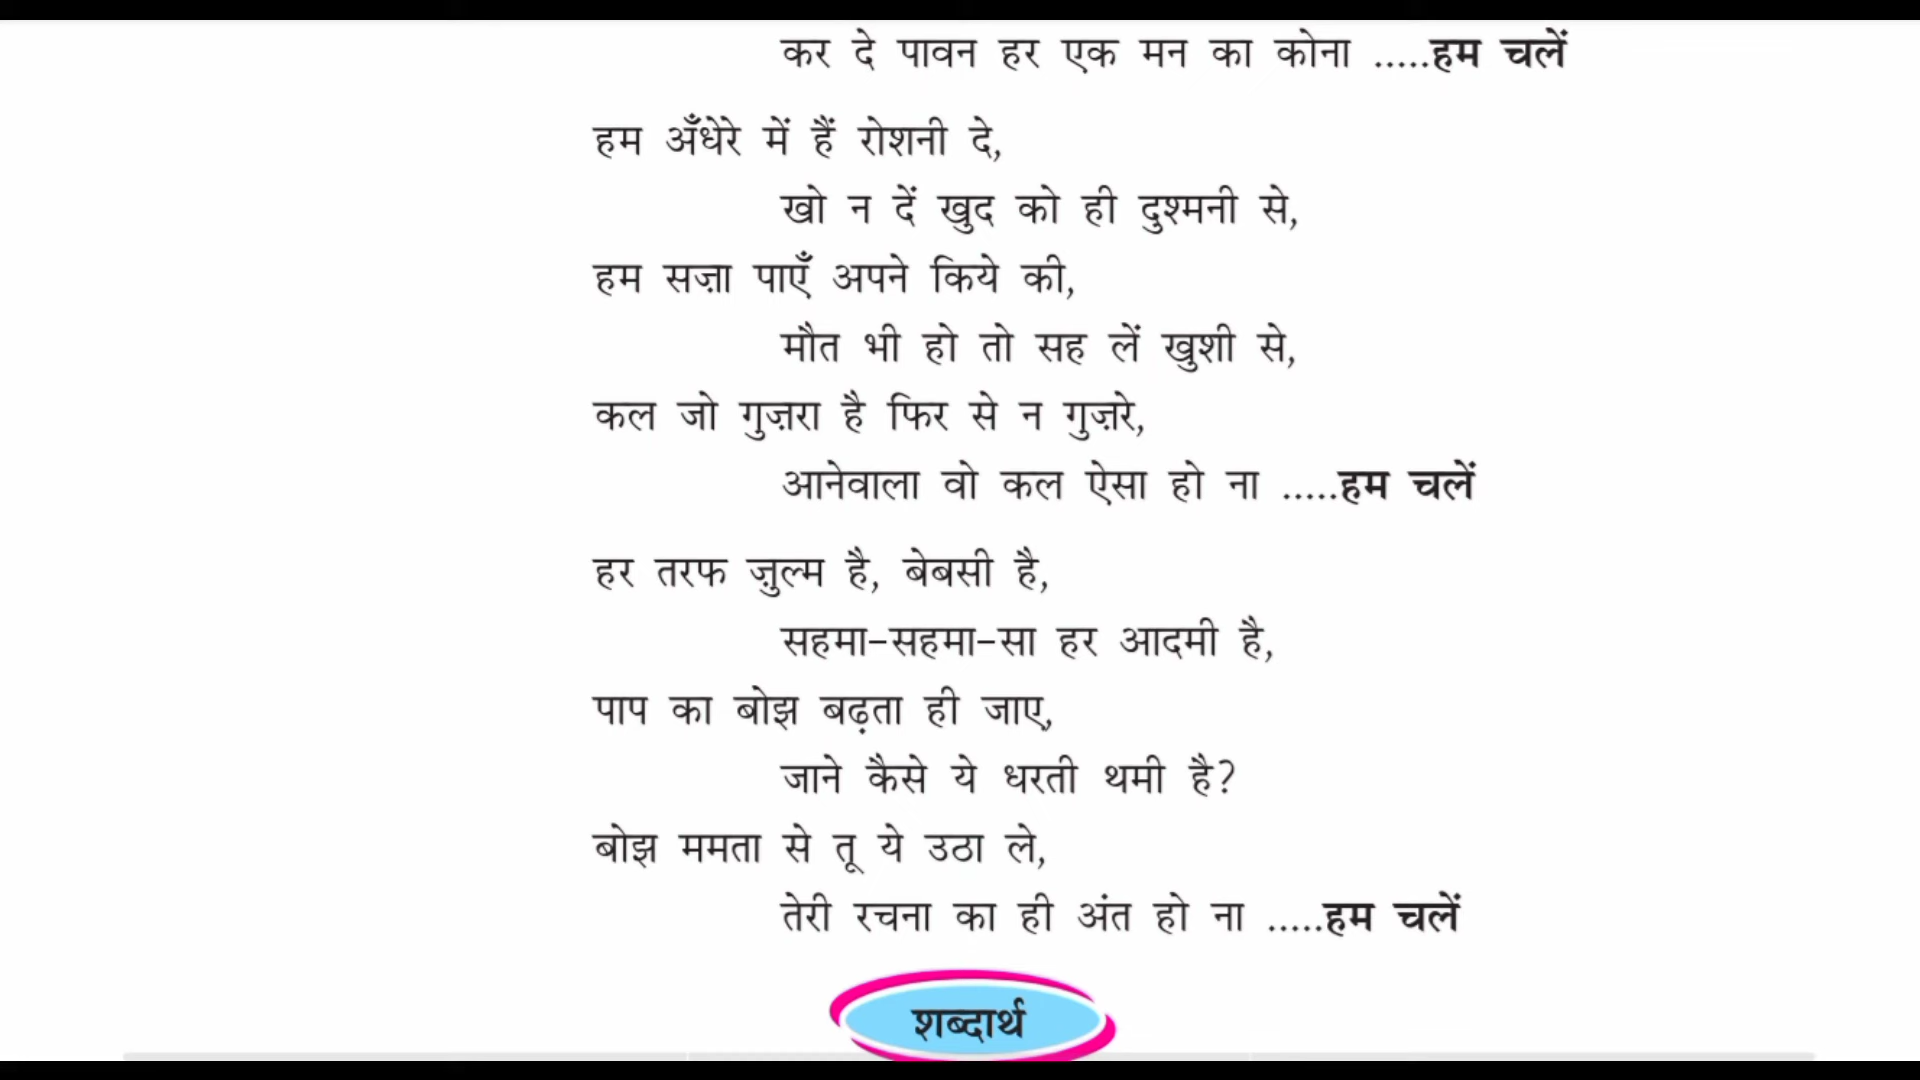 कर दे पावन हर एक मन का कोना .....हम चलें
हम अँधेरे में हैं रोशनी दे,
खो न दें खुद को ही दुश्मनी से,
हम सज़ा पाएँ अपने किये की,
मौत भी हो तो सह लें खुशी से,
कल जो गुज़रा है फिर से न गुज़रे,
आनेवाला वो कल ऐसा हो ना .....हम चलें
हर तरफ ज़ुल्म है, बेबसी है,
सहमा-सहमा-सा हर आदमी है,
पाप का बोझ बढ़ता ही जाए,
जाने कैसे ये धरती थमी है?
बोझ ममता से तू ये उठा ले,
तेरी रचना का ही अंत हो ना .....हम चलें
शब्दार्थ